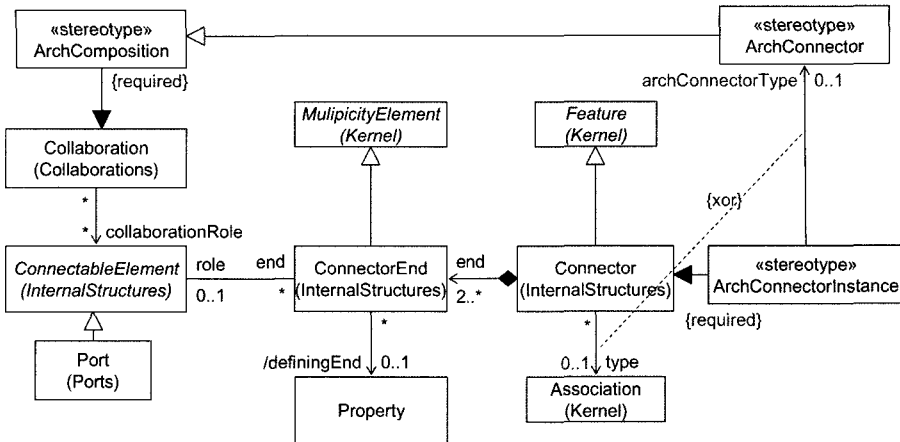 «stereotype»
ArchComposition
«stereotype»
ArchConnector
{required}
archConnectorType
0..1
MulipicityElement
(Kernel)
Feature
(Kernel)
Collaboration
(Collaborations)
{xor}
*
*
collaborationRole
ConnectableElement
(InternalStructures)
role
0..1
end
*
ConnectorEnd
(InternalStructures)
end
2..*
Connector
(InternalStructures)
«stereotype»
ArchConnectorInstance
{required}
*
*
/definingEnd
0..1
0..1
type
Port
(Ports)
Property
Association
(Kernel)